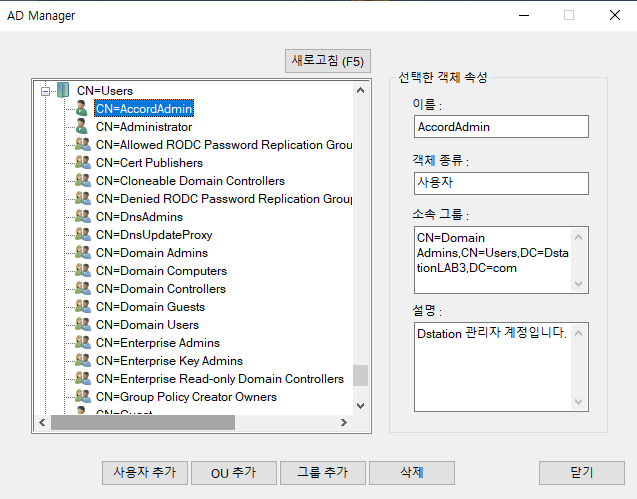 AD Manager
새로고침 (F5)
CN=Users
CN=AccordAdmin
CN=Administrator
CN=Allowed RODC Password Replication Grou
CN=Cert Publishers
CN=Cloneable Domain Controllers
CN=Denied RODC Password Replication Group
CN=DnsAdmins
CN=DnsUpdateProxy
CN=Domain Admins
CN=Domain Computers
CN=Domain Controllers
CN=Domain Guests
CN=Domain Users
CN=Enterprise Admins
CN=Enterprise Key Admins
CN=Enterprise Read-only Domain Controllers
CN=Group Policy Creator Owners
CN=Guest
선택한 객체 속성
이름 :
AccordAdmin
객체 종류 :
사용자
소속 그룹 :
CN=Domain
Admins,CN=Users,DC=Dsta
tionLAB3,DC=com
설명 :
Dstation 관리자 계정입니다.
사용자 추가
OU 추가
그룹 추가
삭제
닫기